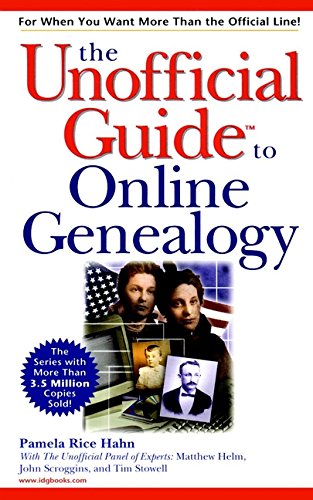 For When You Want More Than the Official Line!
the
Unofficial
Guide™ to
Online
Genealogy
The
Series with
More Than
3.5 Million
Copies
Sold!
Pamela Rice Hahn
With The Unofficial Panel of Experts: Matthew Helm,
John Scroggins, and Tim Stowell
www.idgbooks.com